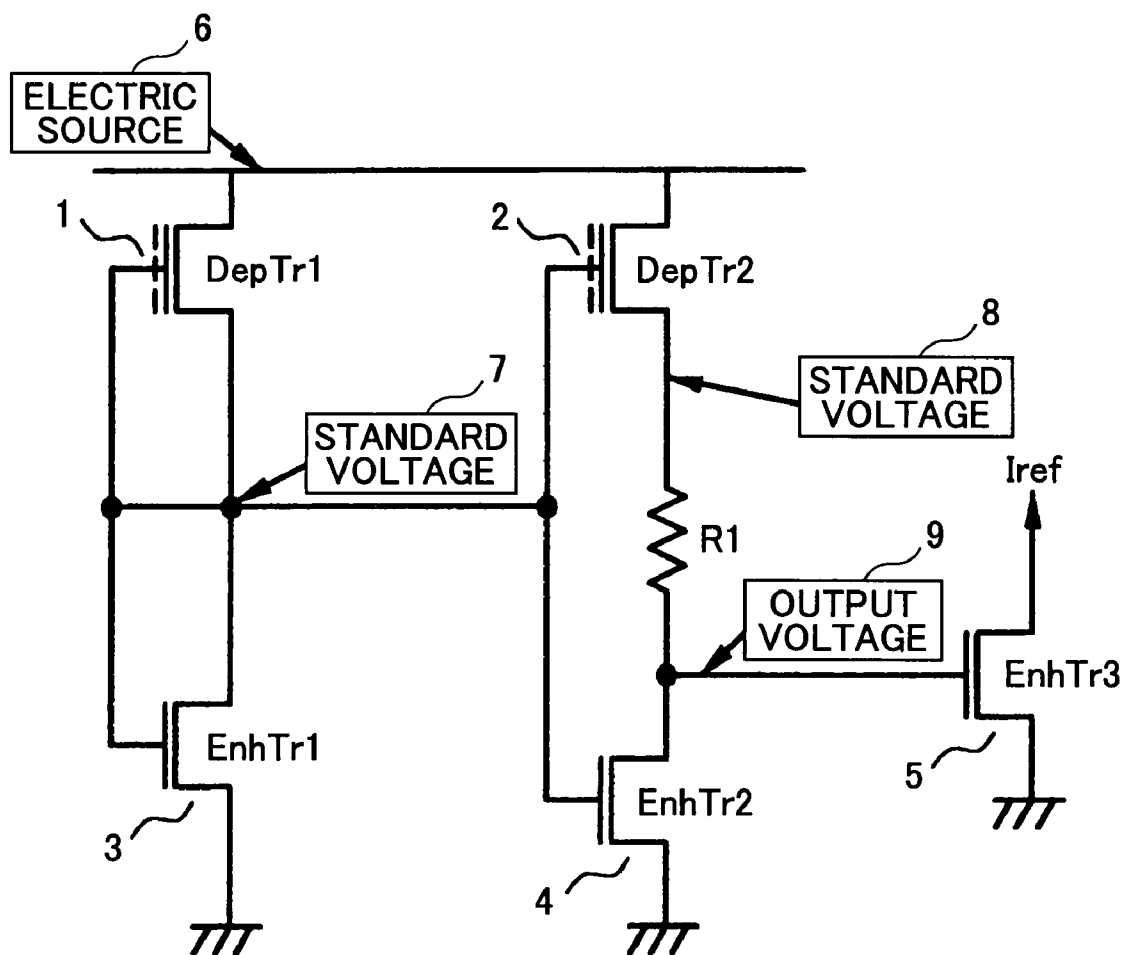 6
ELECTRIC
SOURCE
1
DepTr1
2
DepTr2
8
STANDARD
VOLTAGE
7
STANDARD
VOLTAGE
Iref
R1
9
OUTPUT
VOLTAGE
EnhTr3
5
EnhTr1
3
EnhTr2
4